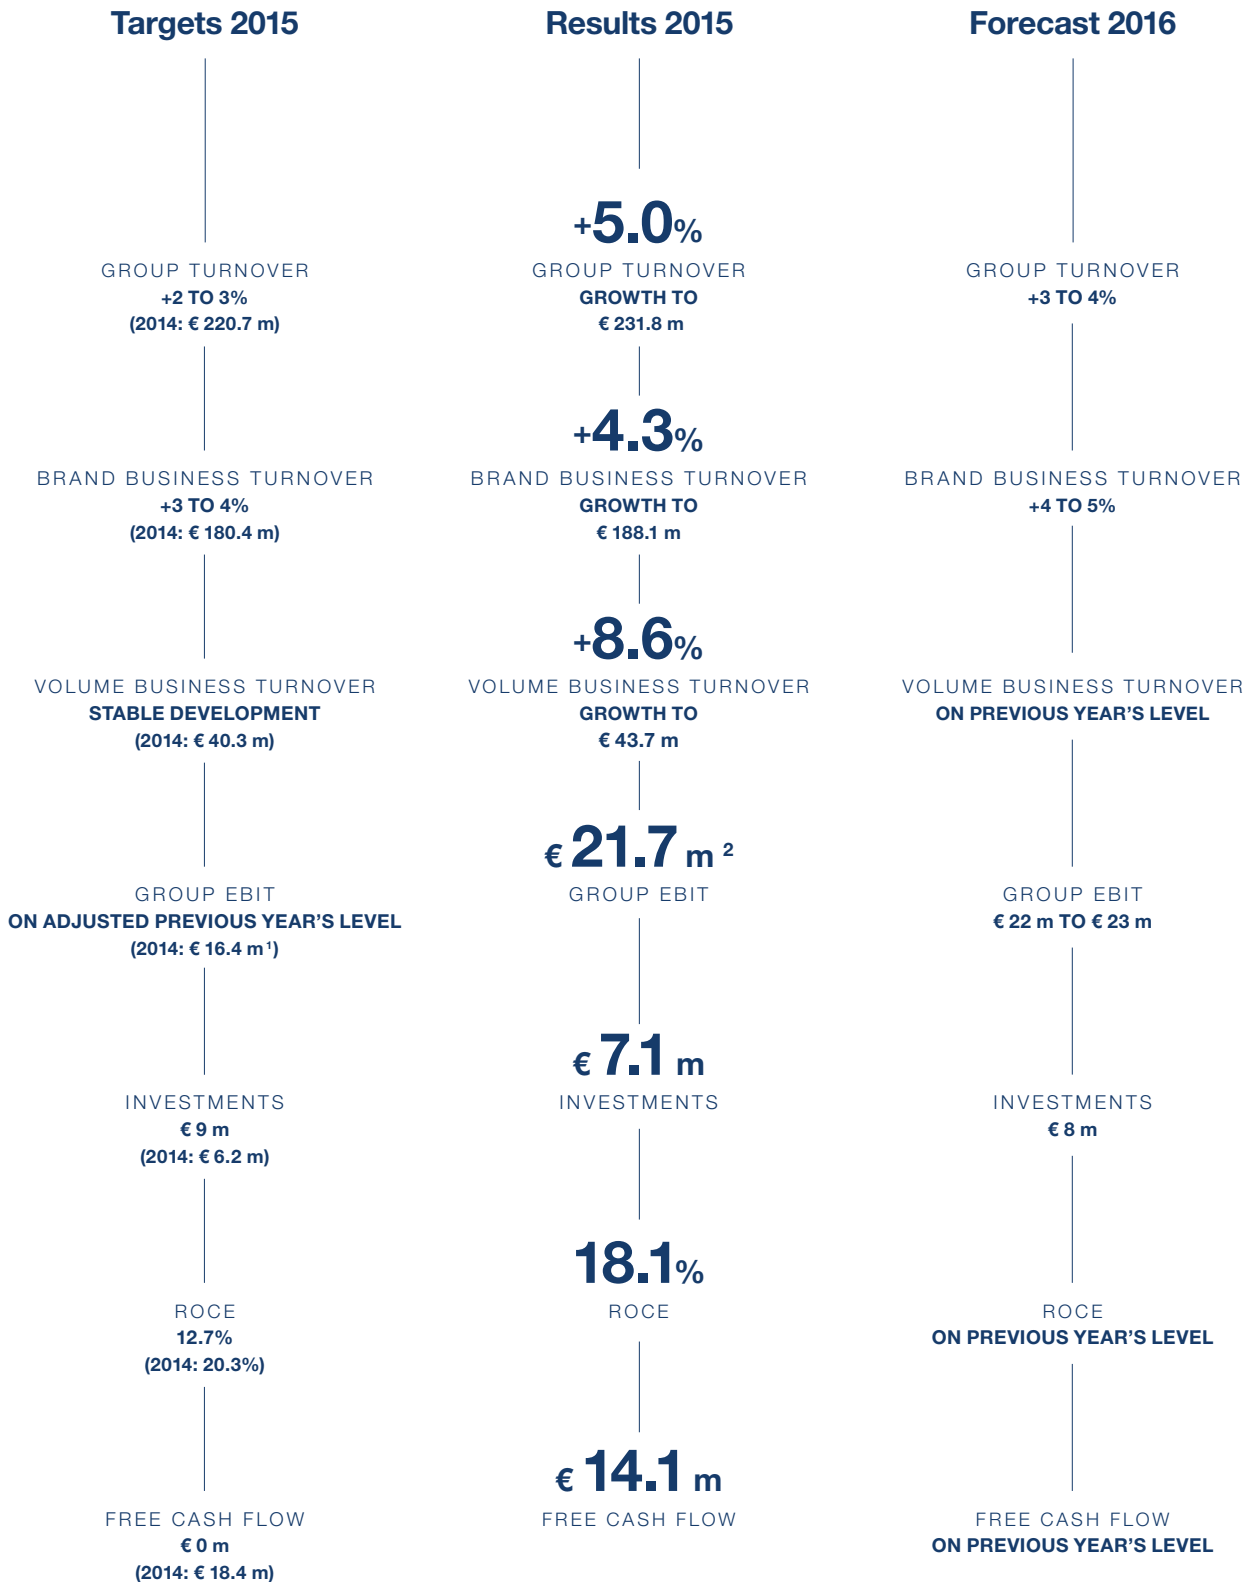 Targets 2015
Results 2015
Forecast 2016
+5.0%
GROUP TURNOVER
+2 TO 3%
(2014: € 220.7 m)
GROUP TURNOVER
GROWTH TO
€ 231.8 m
GROUP TURNOVER
+3 TO 4%
+4.3%
BRAND BUSINESS TURNOVER
+3 TO 4%
(2014: € 180.4 m)
BRAND BUSINESS TURNOVER
GROWTH TO
€ 188.1 m
BRAND BUSINESS TURNOVER
+4 TO 5%
+8.6%
VOLUME BUSINESS TURNOVER
STABLE DEVELOPMENT
(2014: € 40.3 m)
VOLUME BUSINESS TURNOVER
GROWTH TO
€ 43.7 m
VOLUME BUSINESS TURNOVER
ON PREVIOUS YEAR'S LEVEL
€ 21.7 m ²
GROUP EBIT
ON ADJUSTED PREVIOUS YEAR'S LEVEL
(2014: € 16.4 m ¹)
GROUP EBIT
GROUP EBIT
€ 22 m TO € 23 m
€ 7.1 m
INVESTMENTS
€ 9 m
(2014: € 6.2 m)
INVESTMENTS
INVESTMENTS
€ 8 m
18.1%
ROCE
12.7%
(2014: 20.3%)
ROCE
ROCE
ON PREVIOUS YEAR'S LEVEL
€ 14.1 m
FREE CASH FLOW
€ 0 m
(2014: € 18.4 m)
FREE CASH FLOW
FREE CASH FLOW
ON PREVIOUS YEAR'S LEVEL